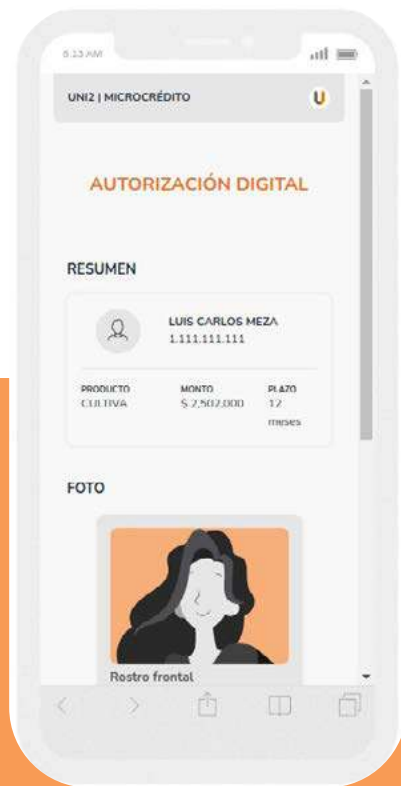 6:13 AM
UNI2 | MICROCRÉDITO
U
AUTORIZACIÓN DIGITAL
RESUMEN
LUIS CARLOS MEZA
1.111.111.111
PRODUCTO MONTO PLAZO
CULTIVA $ 2,502,000 12
meses
FOTO
Rostro frontal